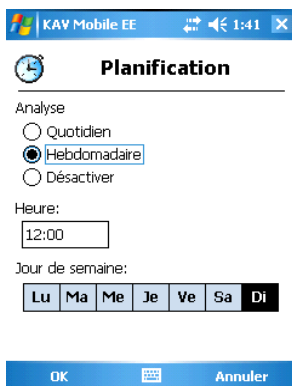 KAV Mobile EE 1:41
Planification
Analyse
Quotidien
Hebdomadaire
Désactiver
Heure:
12:00
Jour de semaine:
Lu Ma Me Je Ve Sa Di
OK Annuler